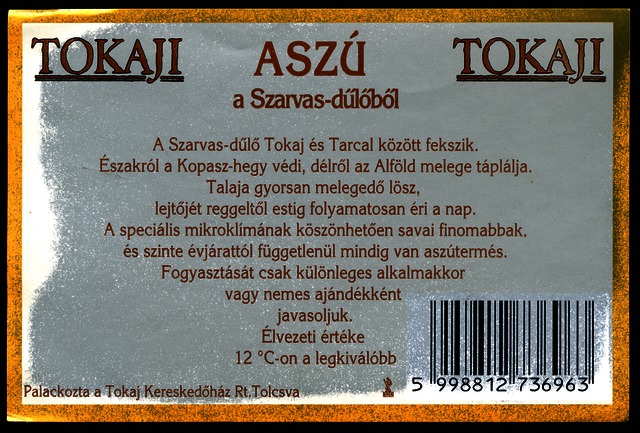 TOKAJI ASZÚ TOKAJI
a Szarvas-dűlőből
A Szarvas-dűlő Tokaj és Tarcal között fekszik.
Északról a Kopasz-hegy védi, délről az Alföld melege táplálja.
Talaja gyorsan melegedő lösz,
lejtőjét reggeltől estig folyamatosan éri a nap.
A speciális mikroklímának köszönhetően savai finomabbak,
és szinte évjárattól függetlenül mindig van aszútermés.
Fogyasztását csak különleges alkalmakkor
vagy nemes ajándékként
javasoljuk.
Élvezeti értéke
12 °C-on a legkiválóbb
Palackozta a Tokaj Kereskedőház Rt.Tolcsva
5 998812 736963